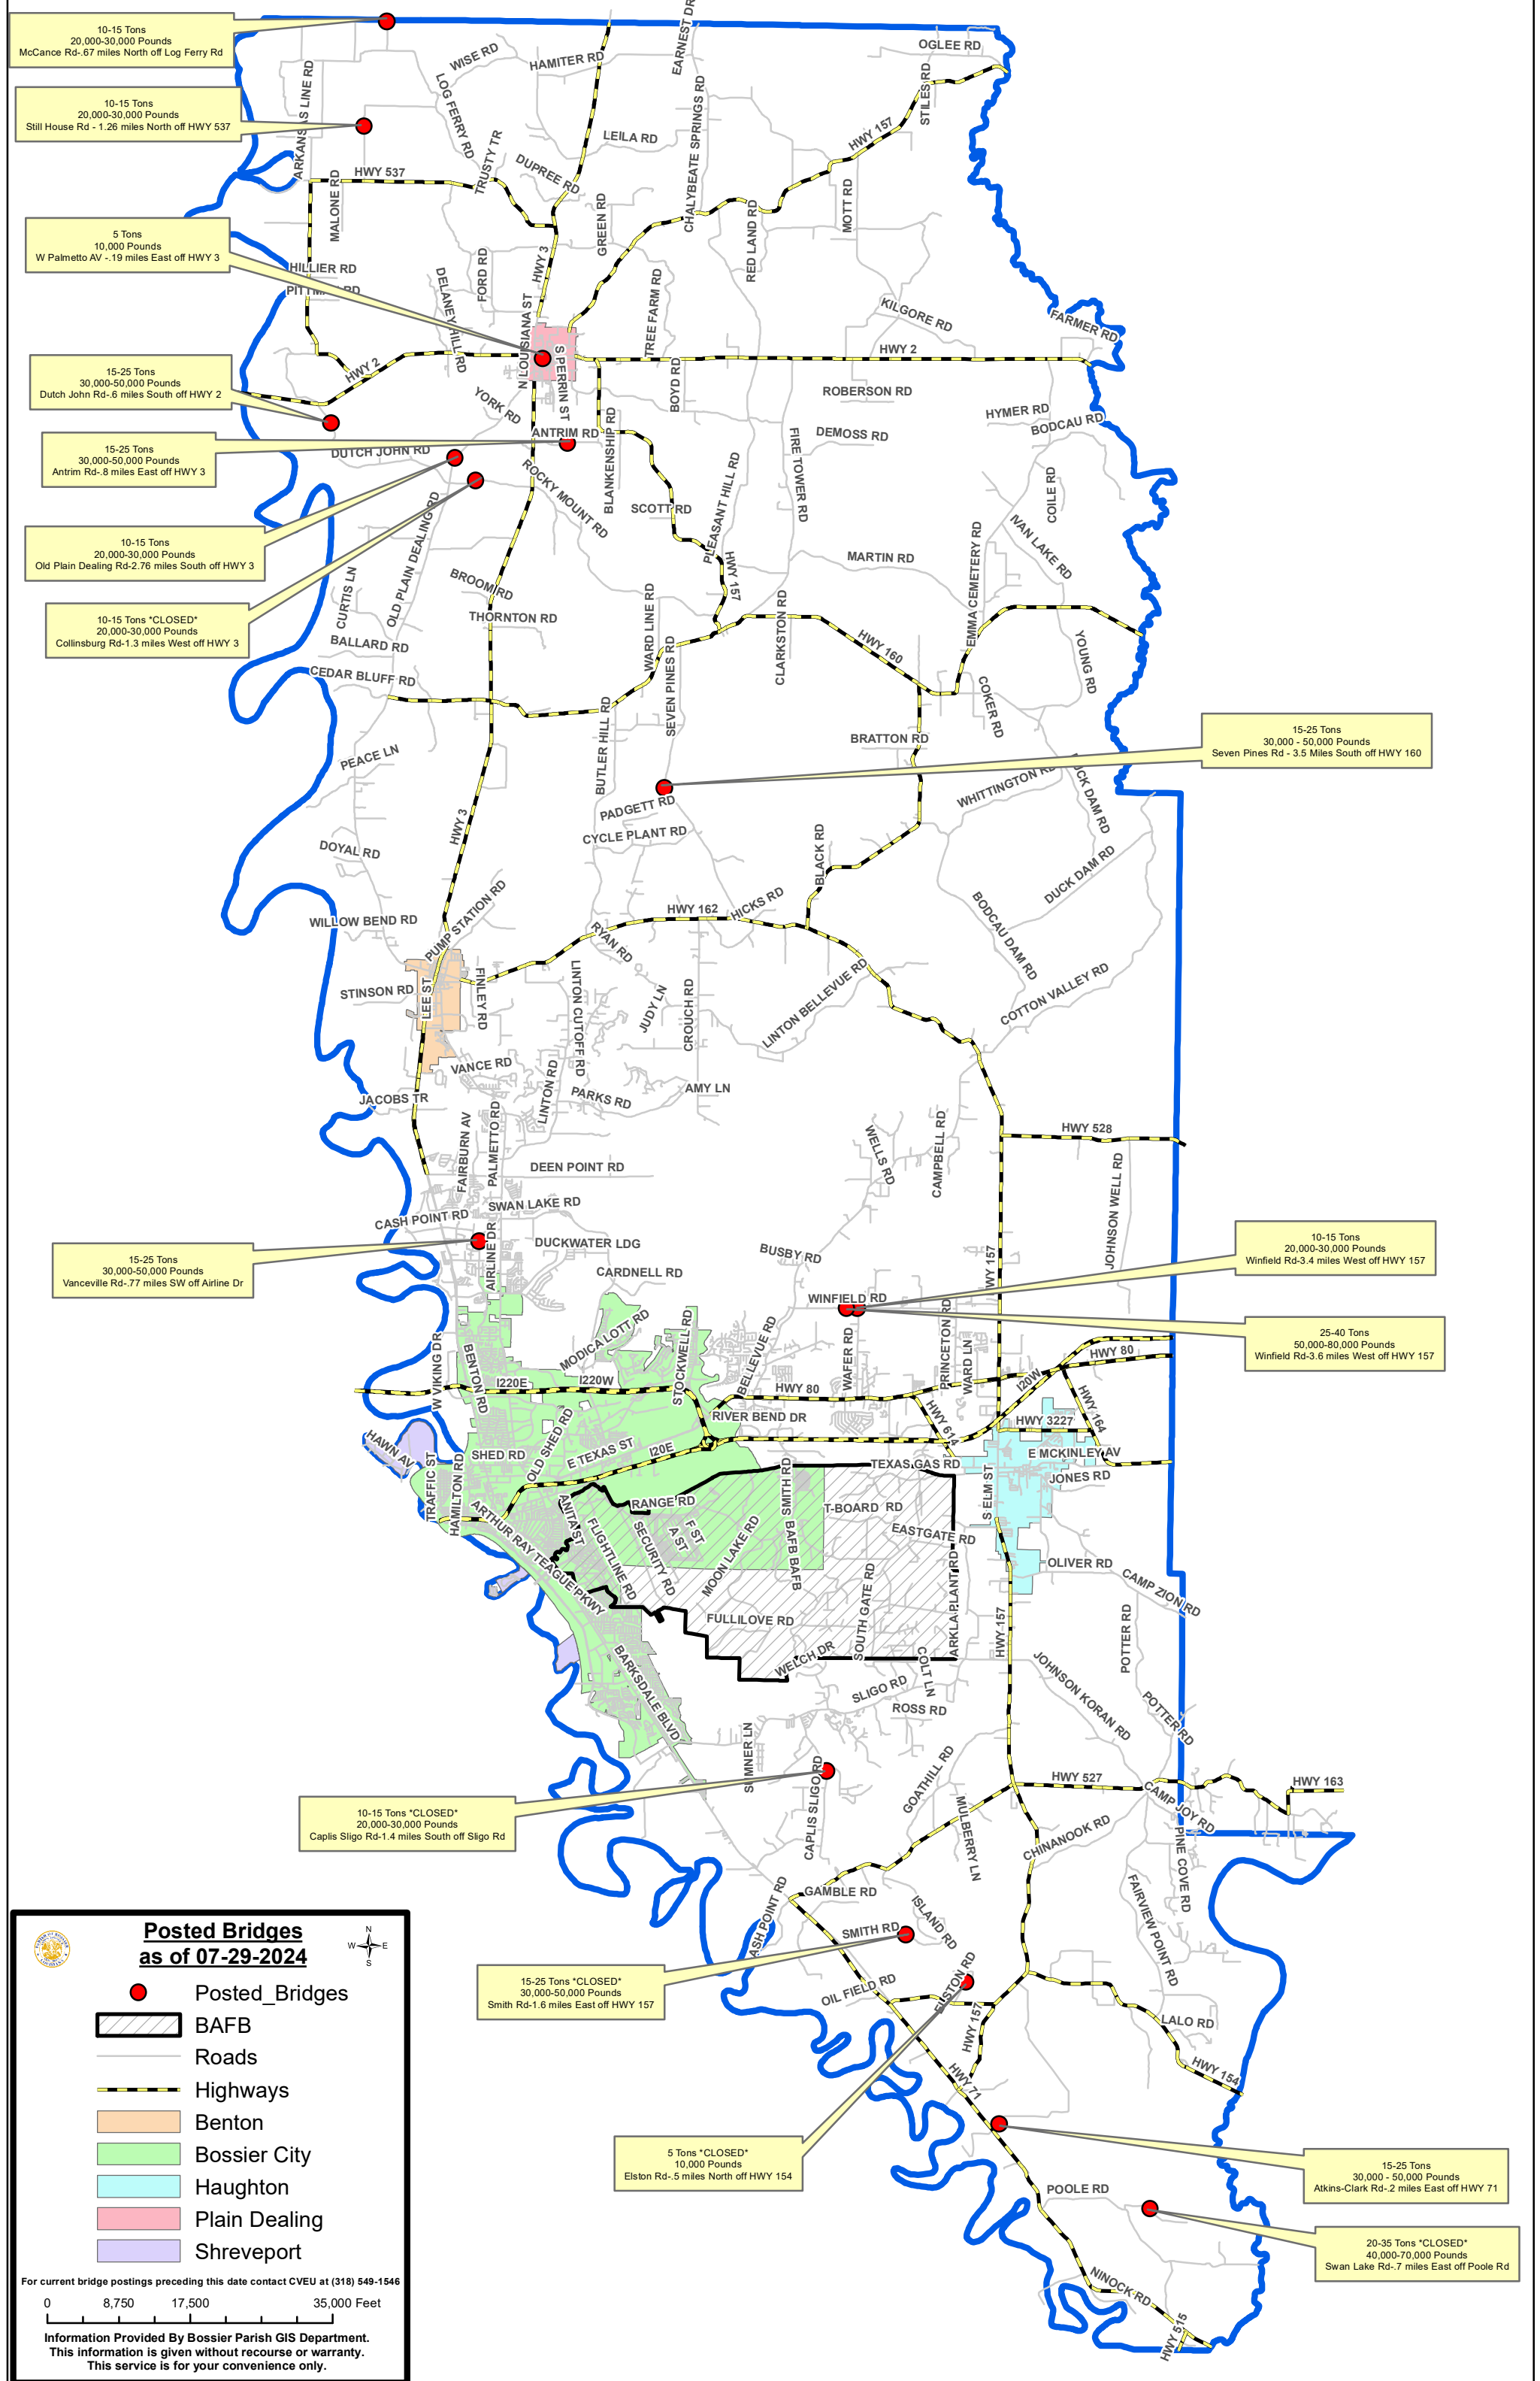 10-15 Tons
20,000-30,000 Pounds
McCance Rd-.67 miles North off Log Ferry Rd
10-15 Tons
20,000-30,000 Pounds
Still House Rd - 1.26 miles North off HWY 537
5 Tons
10,000 Pounds
W Palmetto AV -.19 miles East off HWY 3
15-25 Tons
30,000-50,000 Pounds
Dutch John Rd-.6 miles South off HWY 2
15-25 Tons
30,000-50,000 Pounds
Antrim Rd-.8 miles East off HWY 3
10-15 Tons
20,000-30,000 Pounds
Old Plain Dealing Rd-2.76 miles South off HWY 3
10-15 Tons *CLOSED*
20,000-30,000 Pounds
Collinsburg Rd-1.3 miles West off HWY 3
15-25 Tons
30,000 - 50,000 Pounds
Seven Pines Rd - 3.5 Miles South off HWY 160
15-25 Tons
30,000-50,000 Pounds
Vanceville Rd-.77 miles SW off Airline Dr
10-15 Tons
20,000-30,000 Pounds
Winfield Rd-3.4 miles West off HWY 157
25-40 Tons
50,000-80,000 Pounds
Winfield Rd-3.6 miles West off HWY 157
10-15 Tons *CLOSED*
20,000-30,000 Pounds
Caplis Sligo Rd-1.4 miles South off Sligo Rd
15-25 Tons *CLOSED*
30,000-50,000 Pounds
Smith Rd-1.6 miles East off HWY 157
5 Tons *CLOSED*
10,000 Pounds
Elston Rd-.5 miles North off HWY 154
15-25 Tons
30,000 - 50,000 Pounds
Atkins-Clark Rd-.2 miles East off HWY 71
20-35 Tons *CLOSED*
40,000-70,000 Pounds
Swan Lake Rd-.7 miles East off Poole Rd
EARNEST DR
OGLEE RD
WISE RD
HAMITER RD
ARKANSAS LINE RD
LOG FERRY RD
STILES RD
CHALYBEATE SPRINGS RD
LEILA RD
HWY 157
TRUSTY TR
DUPREE RD
HWY 537
MALONE RD
GREEN RD
RED LAND RD
MOTT RD
HILLIER RD
FORD RD
HWY 3
DELANEY HILL RD
N LOUISIANA ST
TREE FARM RD
KILGORE RD
FARMER RD
HWY 2
HWY 2
S PERRIN ST
BOYD RD
ROBERSON RD
YORK RD
HYMER RD
BODCAU RD
ANTRIM RD
BLANKENSHIP RD
DEMOSS RD
FIRE TOWER RD
DUTCH JOHN RD
ROCKY MOUNT RD
PLEASANT HILL RD
COILE RD
SCOTT RD
OLD PLAIN DEALING RD
IVAN LAKE RD
EMMA CEMETERY RD
HWY 157
MARTIN RD
CURTIS LN
BROOM RD
WARD LINE RD
CLARKSTON RD
THORNTON RD
BALLARD RD
HWY 160
YOUNG RD
SEVEN PINES RD
CEDAR BLUFF RD
COKER RD
BUTLER HILL RD
BRATTON RD
PEACE LN
WHITTINGTON RD
DUCK DAM RD
PADGETT RD
CYCLE PLANT RD
HWY 3
BLACK RD
DOYAL RD
DUCK DAM RD
HICKS RD
HWY 162
BODCAU DAM RD
WILLOW BEND RD
PUMP STATION RD
RYAN RD
LEE ST
STINSON RD
FINLEY RD
LINTON CUTOFF RD
JUDY LN
CROUCH RD
LINTON BELLEVUE RD
COTTON VALLEY RD
VANCE RD
LINTON RD
PARKS RD
AMY LN
JACOBS TR
FAIRBURN AV
PALMETTO RD
WELLS RD
CAMPBELL RD
HWY 528
JOHNSON WELL RD
DEEN POINT RD
SWAN LAKE RD
CASH POINT RD
AIRLINE DR
DUCKWATER LDG
BUSBY RD
CARDNELL RD
WINFIELD RD
MODICA LOTT RD
STOCKWELL RD
BELLEVUE RD
WAFER RD
PRINCETON RD
WARD LN
W VIKING DR
BENTON RD
I220E
I220W
HWY 80
HWY 80
I20W
HWY 164
HWY 614
HWY 3227
RIVER BEND DR
HAWN AV
SHED RD
OLD SHED RD
E TEXAS ST
I20E
E MCKINLEY AV
TEXAS GAS RD
JONES RD
TRAFFIC ST
HAMILTON RD
S ELM ST
SMITH RD
RANGE RD
T-BOARD RD
ARTHUR RAY TEAGUE PKWY
ANITA ST
FLIGHTLINE RD
SECURITY RD
A ST
F ST
MOON LAKE RD
BAFB BAFB
EASTGATE RD
OLIVER RD
CAMP ZION RD
SOUTH GATE RD
ARKLA PLANT RD
FULLILOVE RD
HWY 157
POTTER RD
WELCH DR
COLT LN
JOHNSON KORAN RD
BARKSDALE BLVD
SLIGO RD
ROSS RD
POTTER RD
SUMNER LN
CAPLIS SLIGO RD
GOATHILL RD
HWY 527
HWY 163
CAMP JOY RD
MULBERRY LN
CHINANOOK RD
PINE COVE RD
GAMBLE RD
ISLAND RD
FAIRVIEW POINT RD
SMITH RD
OIL FIELD RD
HWY 157
LALO RD
HWY 154
HWY 71
POOLE RD
NINOCK RD
HWY 515
Posted Bridges
as of 07-29-2024
N
W E
S
Posted_Bridges
BAFB
Roads
Highways
Benton
Bossier City
Haughton
Plain Dealing
Shreveport
For current bridge postings preceding this date contact CVEU at (318) 549-1546
0 8,750 17,500 35,000 Feet
Information Provided By Bossier Parish GIS Department.
This information is given without recourse or warranty.
This service is for your convenience only.